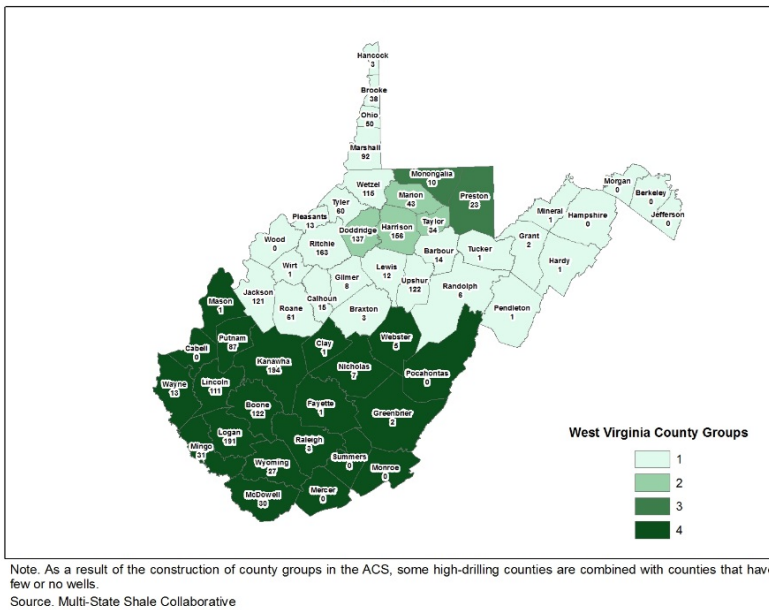 Hancock
3
Brooke
38
Ohio
50
Marshall
92
Wetzel
115
Monongalia
10
Marion
43
Preston
23
Morgan
0
Berkeley
0
Jefferson
0
Mineral
1
Hampshire
0
Tyler
60
Pleasants
13
Doddridge
137
Harrison
156
Taylor
34
Grant
2
Wood
0
Ritchie
163
Barbour
14
Tucker
1
Hardy
1
Wirt
1
Gilmer
8
Lewis
12
Upshur
122
Randolph
6
Jackson
121
Calhoun
15
Roane
61
Braxton
3
Pendleton
1
Mason
1
Putnam
87
Clay
1
Webster
5
Cabell
0
Kanawha
194
Nicholas
7
Pocahontas
0
Wayne
13
Lincoln
111
Boone
122
Fayette
1
Greenbrier
2
Logan
191
Mingo
31
Raleigh
3
Summers
0
Monroe
0
Wyoming
27
McDowell
30
Mercer
0
West Virginia County Groups
1
2
3
4
Note. As a result of the construction of county groups in the ACS, some high-drilling counties are combined with counties that have
few or no wells.
Source. Multi-State Shale Collaborative